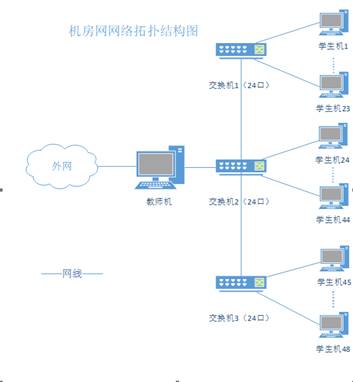 机房网网络拓扑结构图
学生机1
交换机1（24口）
学生机23
学生机24
外网
教师机
交换机2（24口）
学生机44
网线
学生机45
交换机3（24口）
学生机48